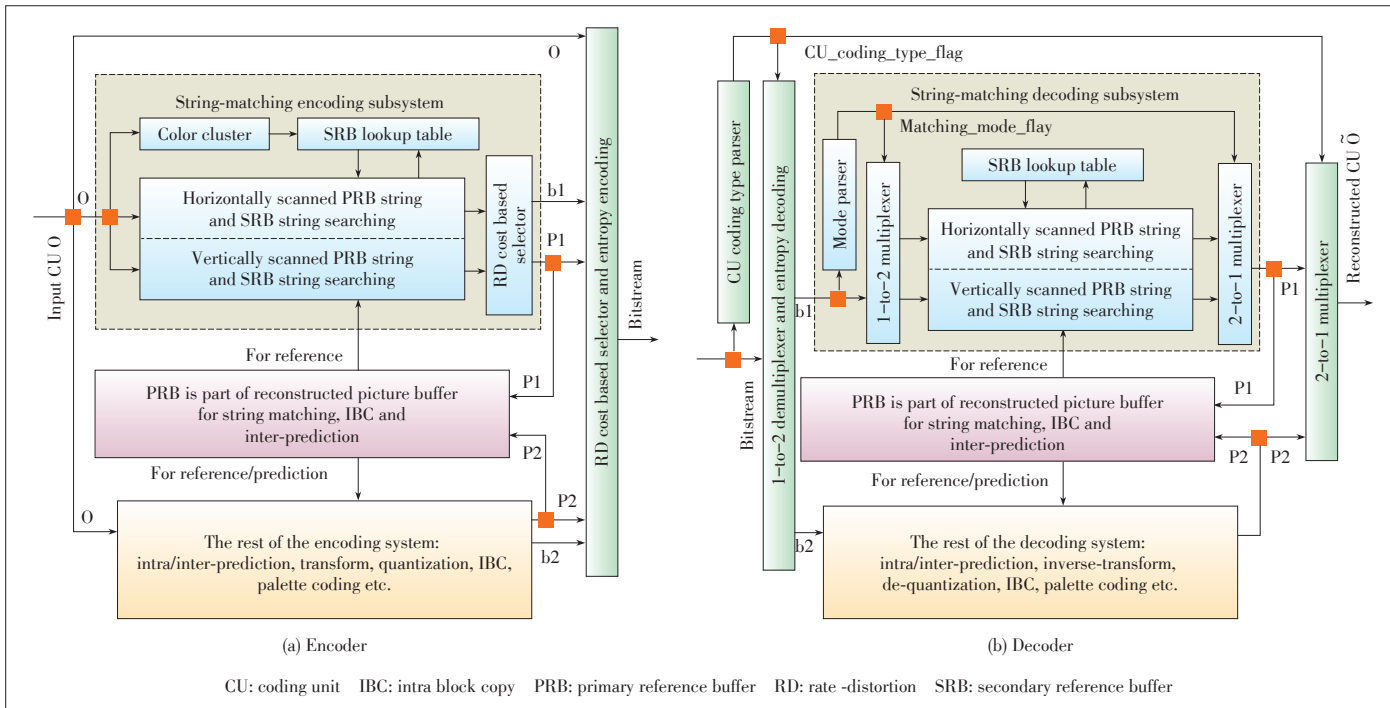 O
String-matching encoding subsystem
Color cluster
SRB lookup table
O
Horizontally scanned PRB string
and SRB string searching
Vertically scanned PRB string
and SRB string searching
RD cost based
selector
b1
P1
Input CU O
For reference
PRB is part of reconstructed picture buffer
for string matching, IBC and
inter-prediction
P1
P2
For reference/prediction
O
The rest of the encoding system:
intra/inter-prediction, transform, quantization, IBC,
palette coding etc.
P2
b2
RD cost based selector and entropy encoding
Bitstream
(a) Encoder
CU_coding_type_flag
CU coding type parser
Bitstream
1-to-2 demultiplexer and entropy decoding
String-matching decoding subsystem
Matching_mode_flay
Mode parser
1-to-2 multiplexer
SRB lookup table
Horizontally scanned PRB string
and SRB string searching
Vertically scanned PRB string
and SRB string searching
2-to-1 multiplexer
b1
P1
For reference
PRB is part of reconstructed picture buffer
for string matching, IBC and
inter-prediction
P1
P2
P2
For reference/prediction
b2
The rest of the decoding system:
intra/inter-prediction, inverse-transform,
de-quantization, IBC, palette coding etc.
2-to-1 multiplexer
Reconstructed CU Õ
(b) Decoder
CU: coding unit IBC: intra block copy PRB: primary reference buffer RD: rate -distortion SRB: secondary reference buffer